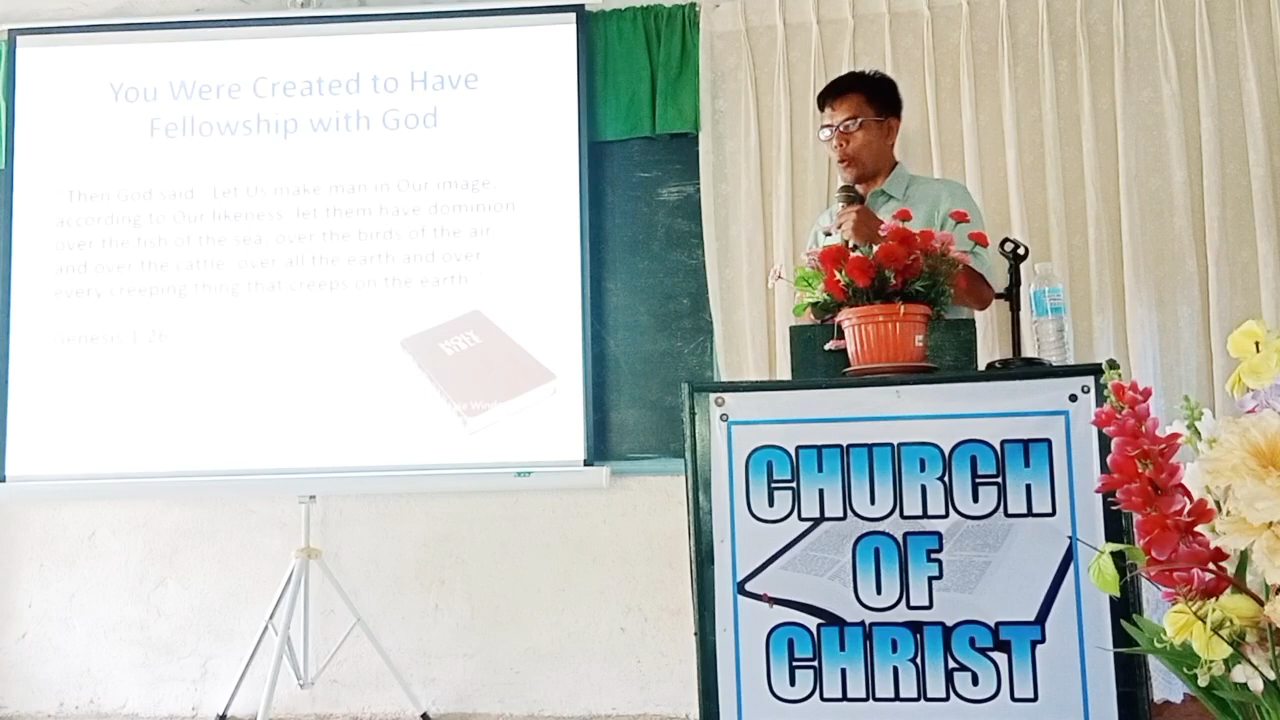 You Were Created to Have
Fellowship with God
"Then God said, "Let Us make man in Our image,
according to Our likeness; let them have dominion
over the fish of the sea, over the birds of the air,
and over the cattle, over all the earth and over
every creeping thing that creeps on the earth."
Genesis 1:26
HOLY
BIBLE
CHURCH
OF
CHRIST